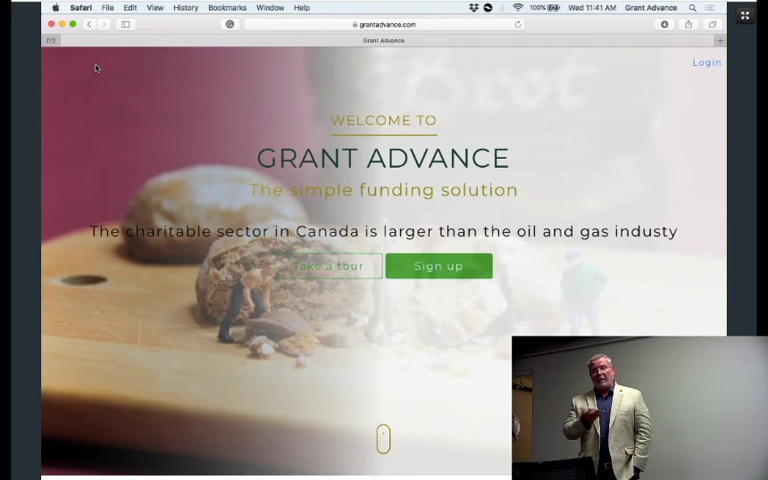 Safari File Edit View History Bookmarks Window Help 100% Wed 11:41 AM Grant Advance
grantadvance.com
Grant Advance
Login
Brot
WELCOME TO
GRANT ADVANCE
The simple funding solution
The charitable sector in Canada is larger than the oil and gas industy
Take a tour Sign up